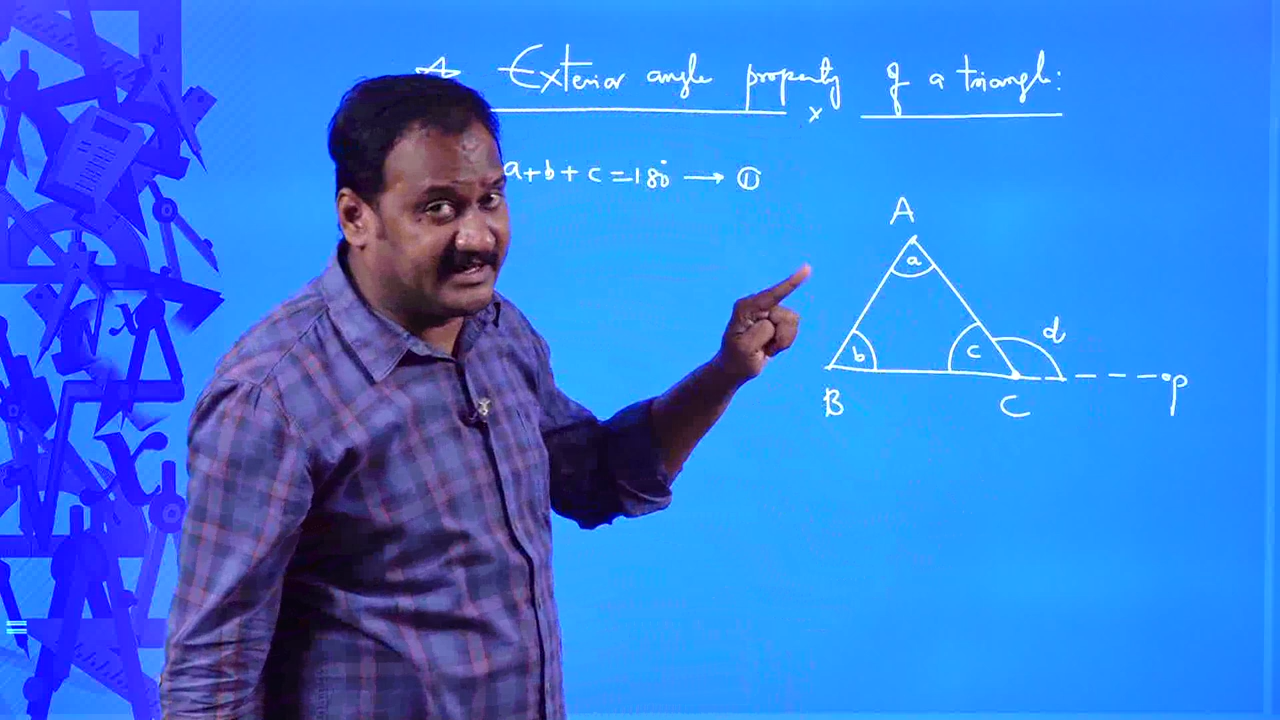 Exterior angle property of a triangle:
a+b+c=180° → ①
A
a
b
c
d
B
C
P